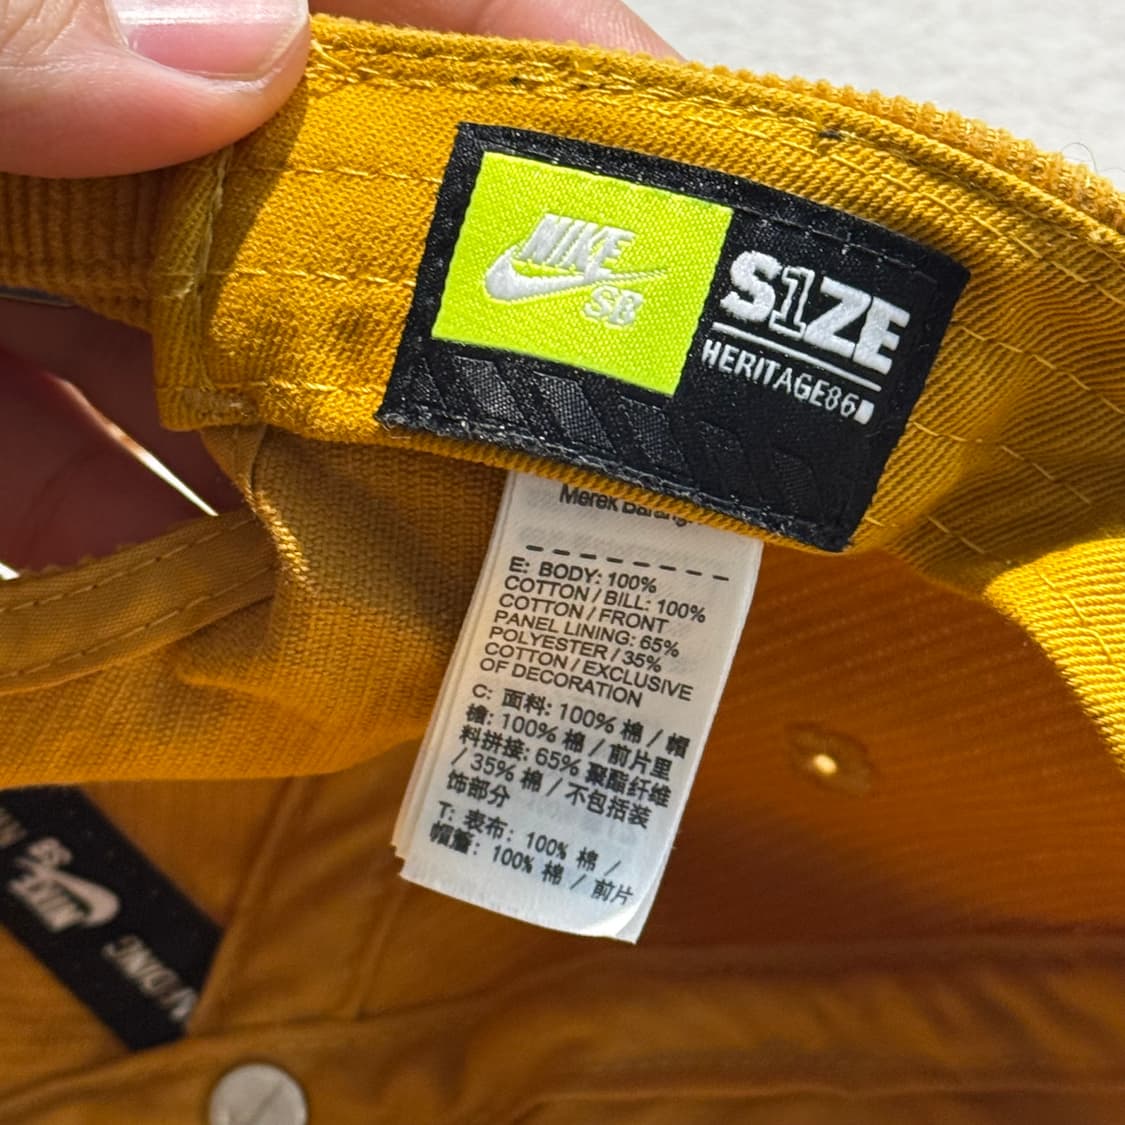 NIKE
SB
S1ZE
HERITAGE86
Merek Barang:
E: BODY: 100%
COTTON / BILL: 100%
COTTON / FRONT
PANEL LINING: 65%
POLYESTER / 35%
COTTON / EXCLUSIVE
OF DECORATION
C: 面料: 100% 棉 / 帽
檐: 100% 棉 / 前片里
料拼接: 65% 聚酯纤维
/ 35% 棉 / 不包括装
饰部分
T: 表布: 100% 棉 /
帽簷: 100% 棉 / 前片
NIKE
SB